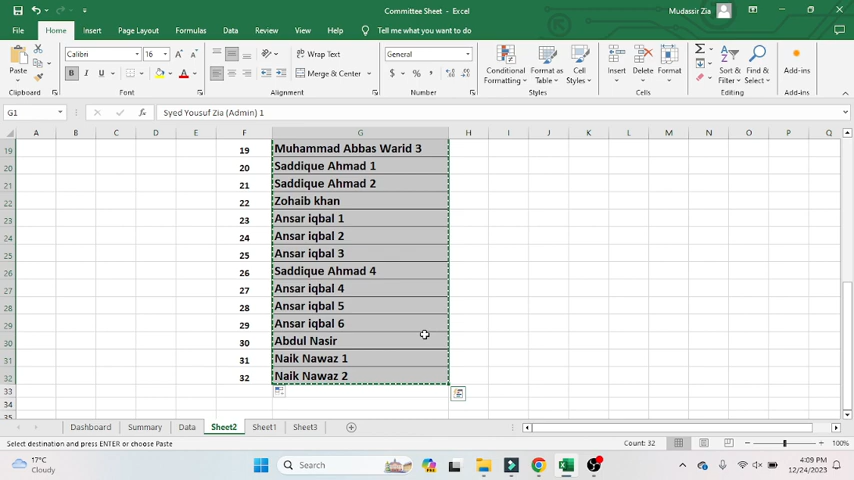 Committee Sheet - Excel
Mudassir Zia
File Home Insert Page Layout Formulas Data Review View Help Tell me what you want to do
Paste
Clipboard
Calibri 16
B I U
Font
Wrap Text
Merge & Center
Alignment
General
$ % ,
Number
Conditional Formatting
Format as Table
Cell Styles
Styles
Insert Delete Format
Cells
Sort & Filter
Find & Select
Editing
Add-ins
Add-ins
G1 fx Syed Yousuf Zia (Admin) 1
A B C D E F G H I J K L M N O P Q
19 19 Muhammad Abbas Warid 3
20 20 Saddique Ahmad 1
21 21 Saddique Ahmad 2
22 22 Zohaib khan
23 23 Ansar iqbal 1
24 24 Ansar iqbal 2
25 25 Ansar iqbal 3
26 26 Saddique Ahmad 4
27 27 Ansar iqbal 4
28 28 Ansar iqbal 5
29 29 Ansar iqbal 6
30 30 Abdul Nasir
31 31 Naik Nawaz 1
32 32 Naik Nawaz 2
33
34
35
Dashboard Summary Data Sheet2 Sheet1 Sheet3
Select destination and press ENTER or choose Paste Count: 32 100%
17°C
Cloudy
Search
4:09 PM
12/24/2023